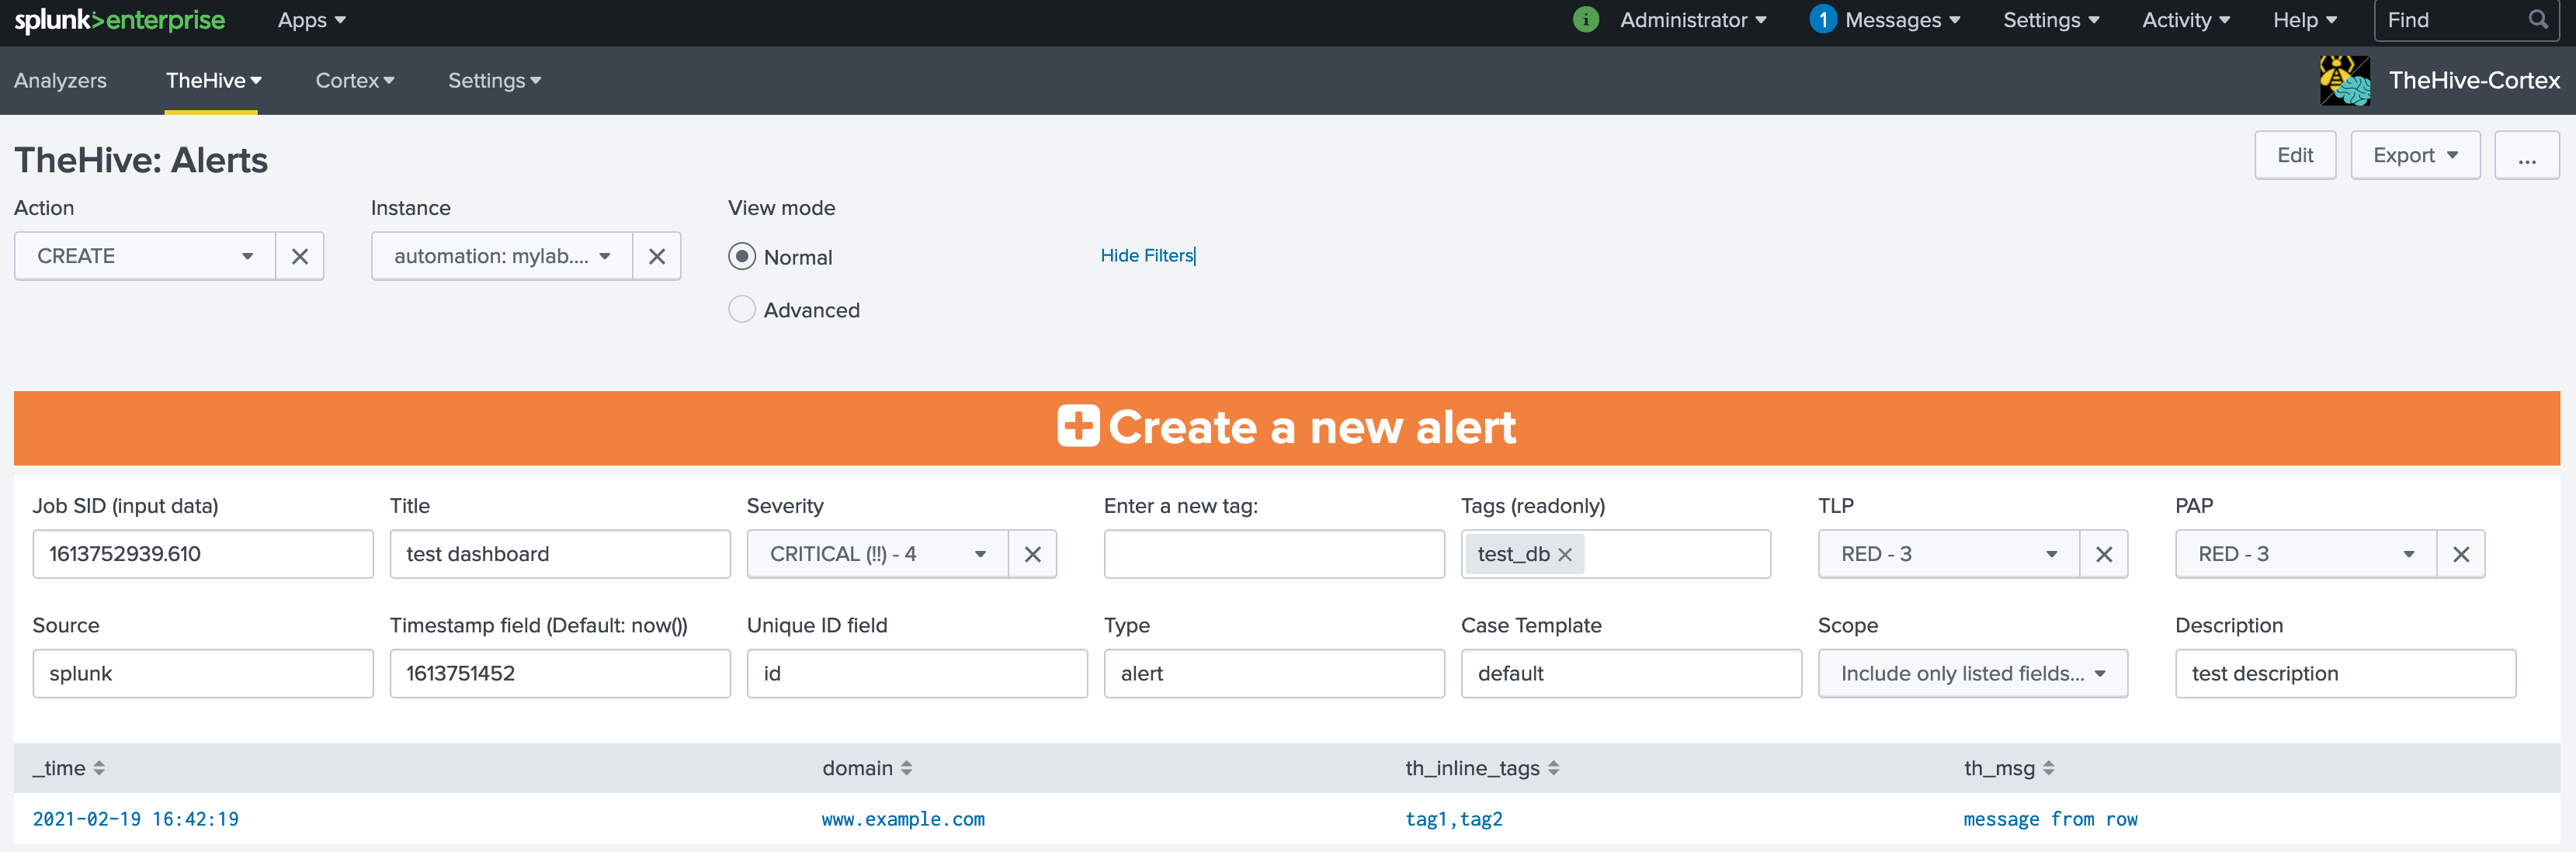 splunk>enterprise Apps i Administrator 1 Messages Settings Activity Help Find
Analyzers TheHive Cortex Settings TheHive-Cortex
TheHive: Alerts Edit Export ...
Action Instance View mode
CREATE automation: mylab.... Normal Hide Filters
Advanced
Create a new alert
Job SID (input data) Title Severity Enter a new tag: Tags (readonly) TLP PAP
1613752939.610 test dashboard CRITICAL (!!) - 4 test_db RED - 3 RED - 3
Source Timestamp field (Default: now()) Unique ID field Type Case Template Scope Description
splunk 1613751452 id alert default Include only listed fields... test description
_time domain th_inline_tags th_msg
2021-02-19 16:42:19 www.example.com tag1,tag2 message from row